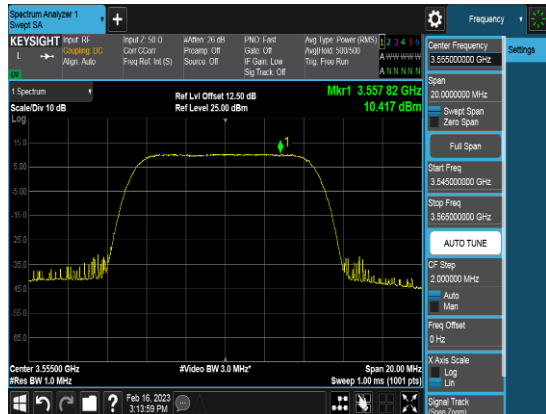 Spectrum Analyzer 1
Swept SA
+
Frequency
KEYSIGHT
Input: RF
Coupling: DC
Align: Auto
Input Z: 50 Ω
Corr CCorr
Freq Ref: Int (S)
#Atten: 26 dB
Preamp: Off
Source: Off
PNO: Fast
Gate: Off
IF Gain: Low
Sig Track: Off
Avg Type: Power (RMS)
Avg|Hold: 500/500
Trig: Free Run
1 2 3 4 5 6
A W W W W W
A N N N N N
L
1 Spectrum
Scale/Div 10 dB
Ref Lvl Offset 12.50 dB
Ref Level 25.00 dBm
Mkr1 3.557 82 GHz
10.417 dBm
Log
15.0
5.00
-5.00
-15.0
-25.0
-35.0
-45.0
-55.0
-65.0
1
Center 3.55500 GHz
#Res BW 1.0 MHz
#Video BW 3.0 MHz*
Span 20.00 MHz
Sweep 1.00 ms (1001 pts)
Feb 16, 2023
3:13:59 PM
?
Center Frequency
3.555000000 GHz
Settings
Span
20.0000000 MHz
Swept Span
Zero Span
Full Span
Start Freq
3.545000000 GHz
Stop Freq
3.565000000 GHz
AUTO TUNE
CF Step
2.000000 MHz
Auto
Man
Freq Offset
0 Hz
X Axis Scale
Log
Lin
Signal Track
(Span Zoom)